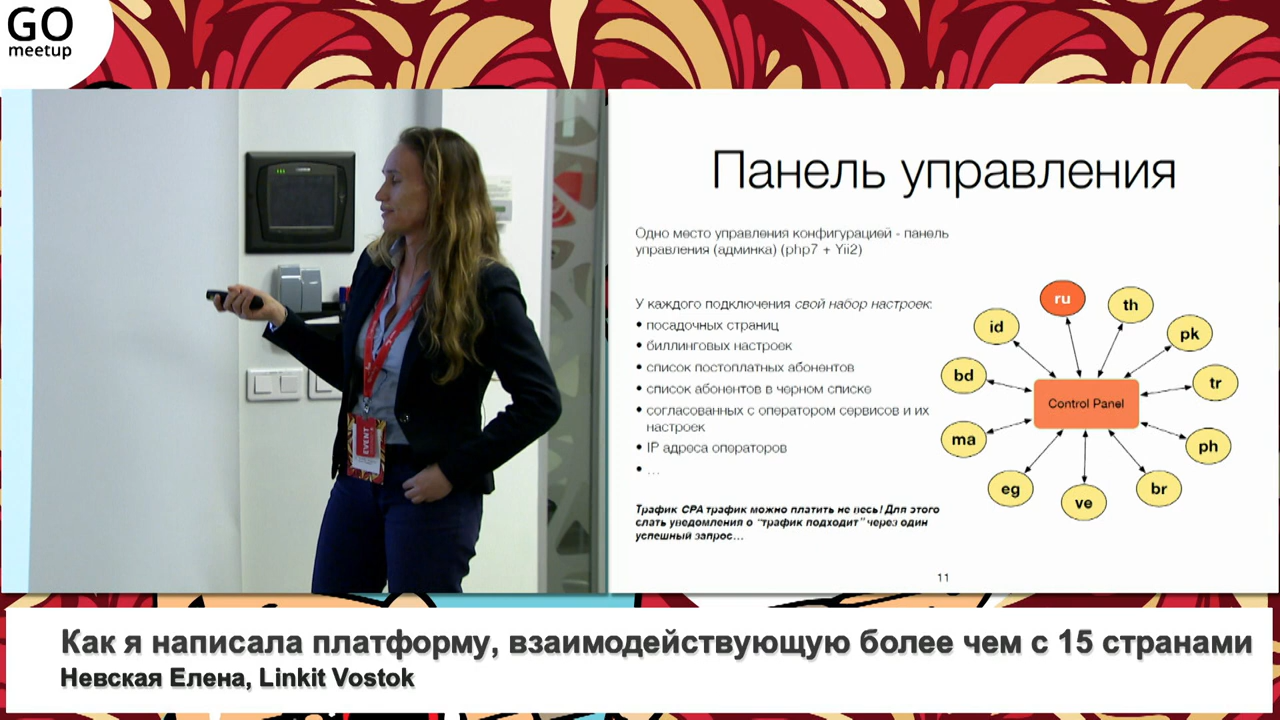 GO
meetup
Панель управления
Одно место управления конфигурацией - панель
управления (админка) (php7 + Yii2)
У каждого подключения свой набор настроек:
• посадочных страниц
• биллинговых настроек
• список постоплатных абонентов
• список абонентов в черном списке
• согласованных с оператором сервисов и их
настроек
• IP адреса операторов
• ...
Трафик CPA трафик можно платить не весь! Для этого
слать уведомления о "трафик подходит" через один
успешный запрос...
ru
th
id
pk
bd
tr
Control Panel
ma
ph
eg
br
ve
11
EVENT
Как я написала платформу, взаимодействующую более чем с 15 странами
Невская Елена, Linkit Vostok